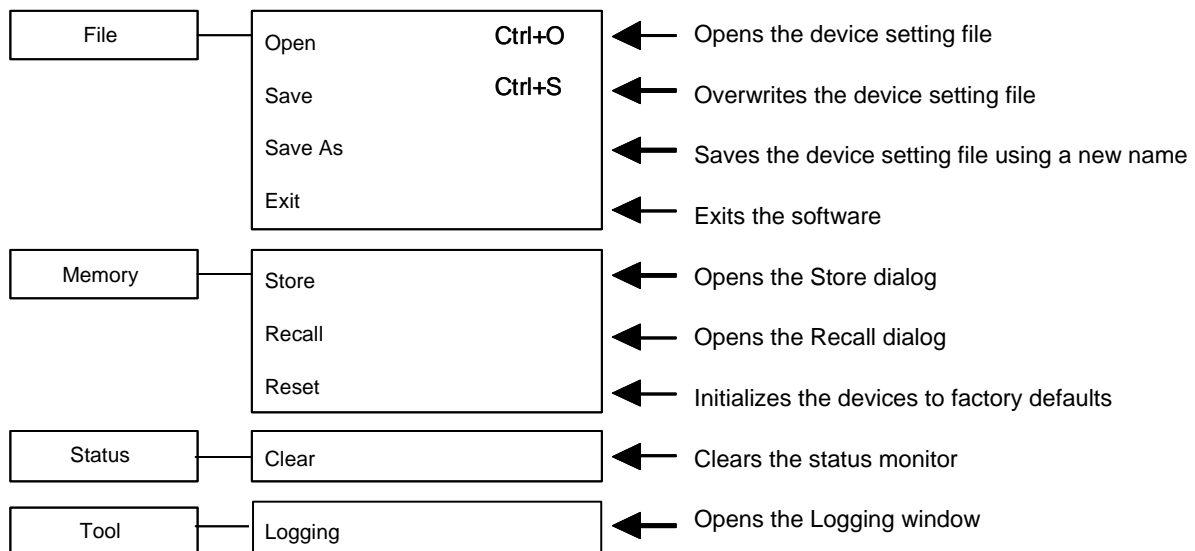 File
Open Ctrl+O Opens the device setting file
Save Ctrl+S Overwrites the device setting file
Save As Saves the device setting file using a new name
Exit Exits the software
Memory
Store Opens the Store dialog
Recall Opens the Recall dialog
Reset Initializes the devices to factory defaults
Status
Clear Clears the status monitor
Tool
Logging Opens the Logging window